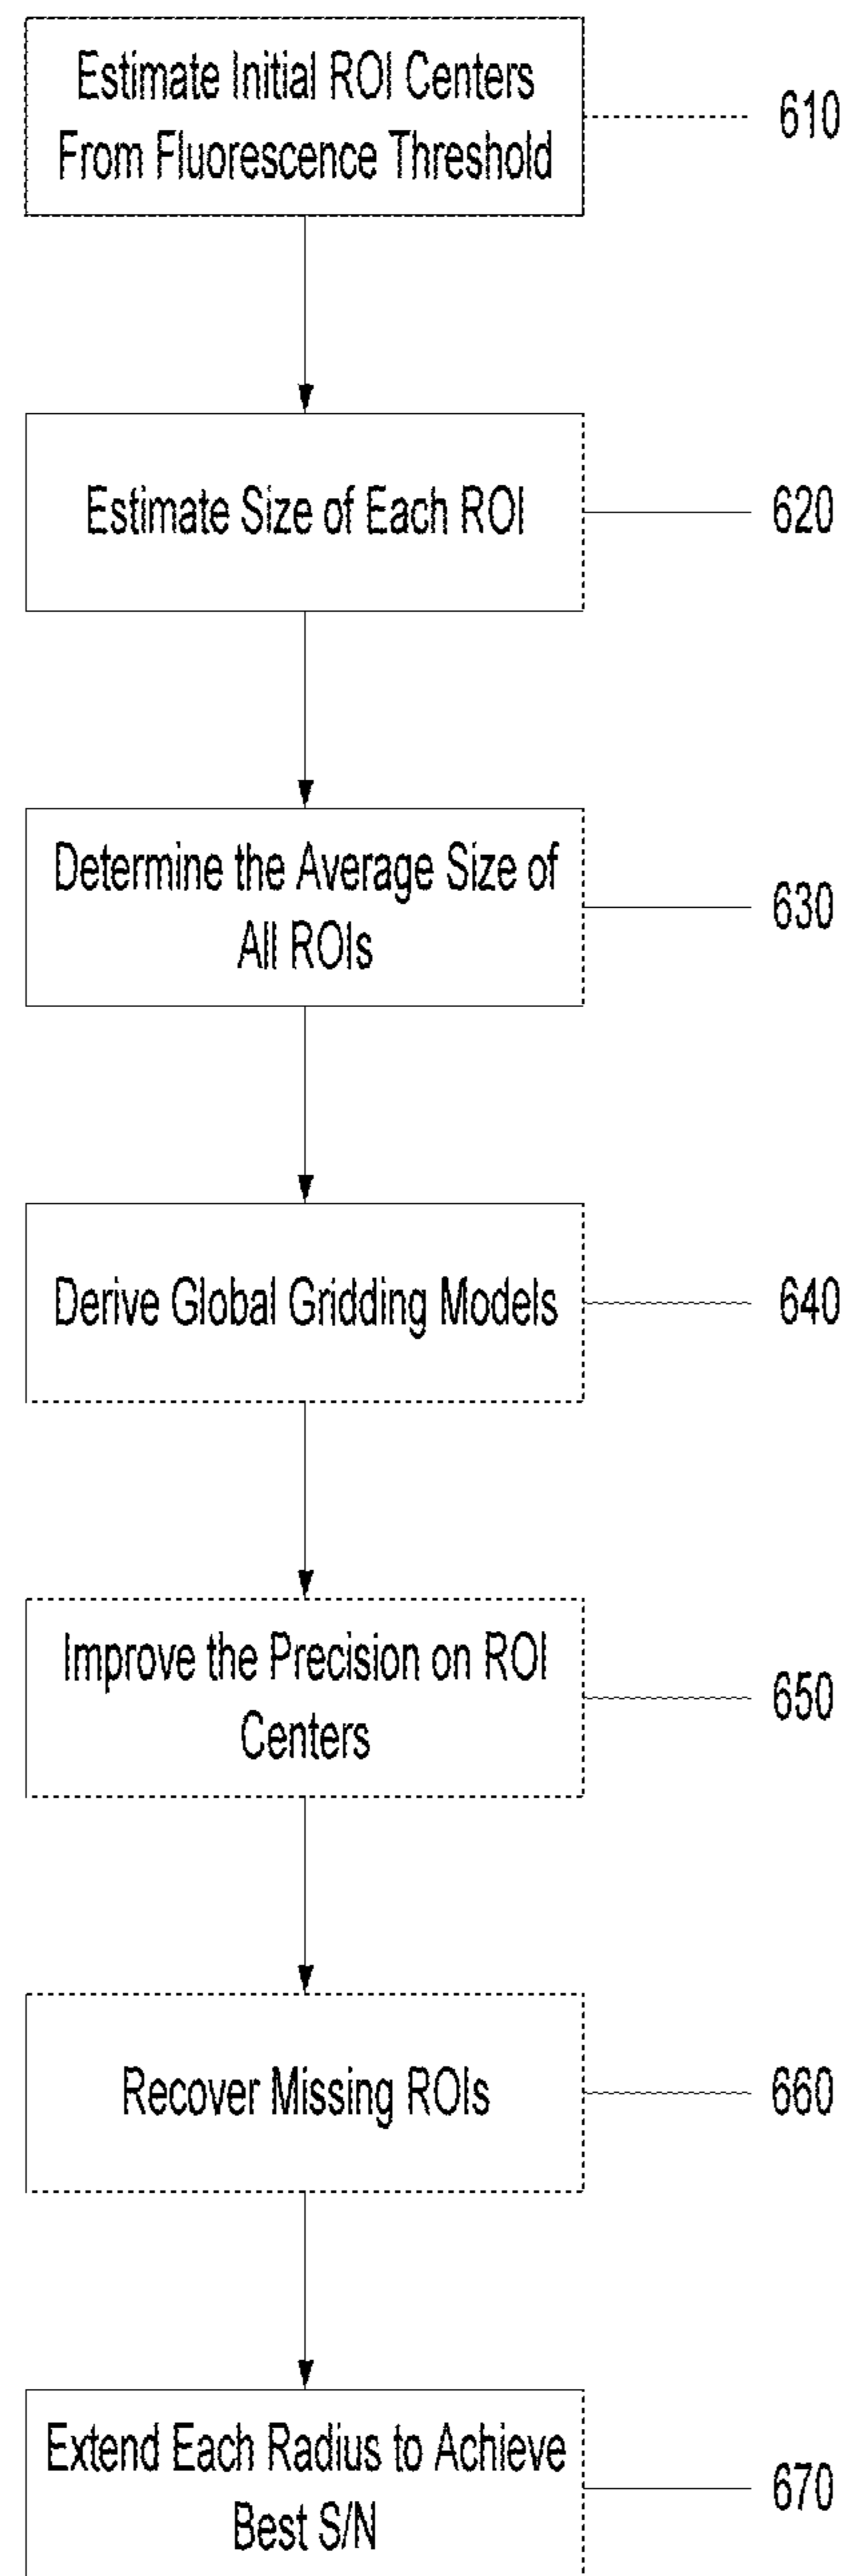 Estimate Initial ROI Centers
From Fluorescence Threshold
610
Estimate Size of Each ROI
620
Determine the Average Size of
All ROIs
630
Derive Global Gridding Models
640
Improve the Precision on ROI
Centers
650
Recover Missing ROIs
660
Extend Each Radius to Achieve
Best S/N
670